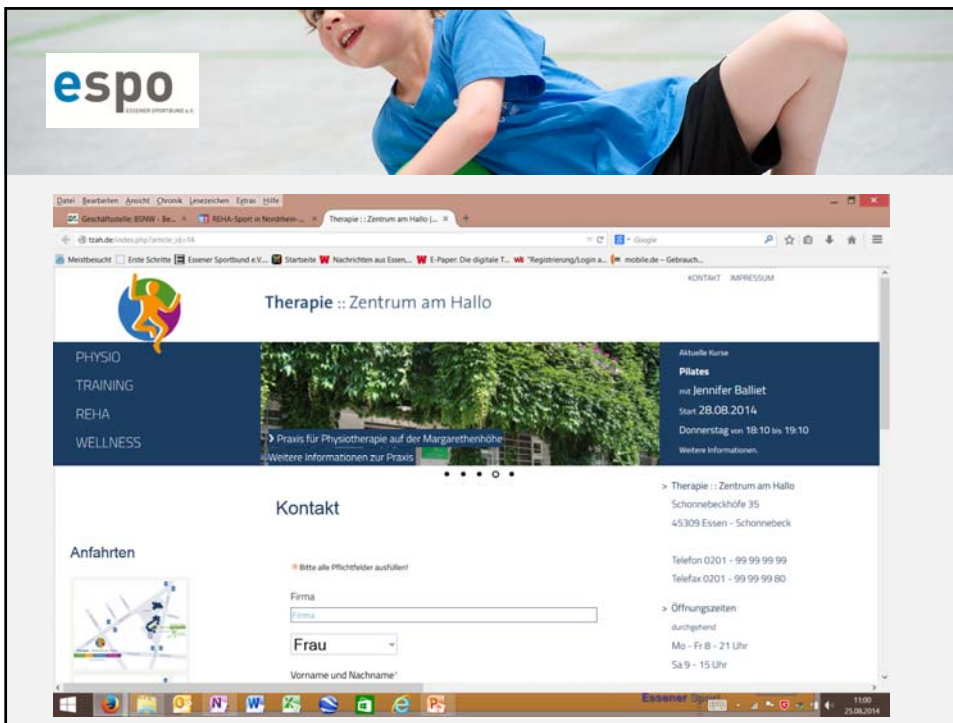 espo
ESSENER SPORTBUND e.V.
Datei Bearbeiten Ansicht Chronik Lesezeichen Extras Hilfe
Geschäftsstelle: BSNW - Be...
REHA-Sport in Nordrhein-...
Therapie :: Zentrum am Hallo |...
tzah.de/index.php?article_id=14
Google
Meistbesucht Erste Schritte Essener Sportbund e.V... Startseite Nachrichten aus Essen,... E-Paper: Die digitale T... "Registrierung/Login a... mobile.de – Gebrauch...
KONTAKT IMPRESSUM
Therapie :: Zentrum am Hallo
PHYSIO
TRAINING
REHA
WELLNESS
Praxis für Physiotherapie auf der Margarethenhöhe
Weitere Informationen zur Praxis
Aktuelle Kurse
Pilates
mit Jennifer Balliet
Start 28.08.2014
Donnerstag von 18:10 bis 19:10
Weitere Informationen.
Kontakt
Anfahrten
* Bitte alle Pflichtfelder ausfüllen!
Firma
Firma
Frau
Vorname und Nachname*
> Therapie :: Zentrum am Hallo
Schonnebeckhöfe 35
45309 Essen - Schonnebeck
Telefon 0201 - 99 99 99 99
Telefax 0201 - 99 99 99 80
> Öffnungszeiten
durchgehend
Mo - Fr 8 - 21 Uhr
Sa 9 - 15 Uhr
Essener
11:00
25.08.2014